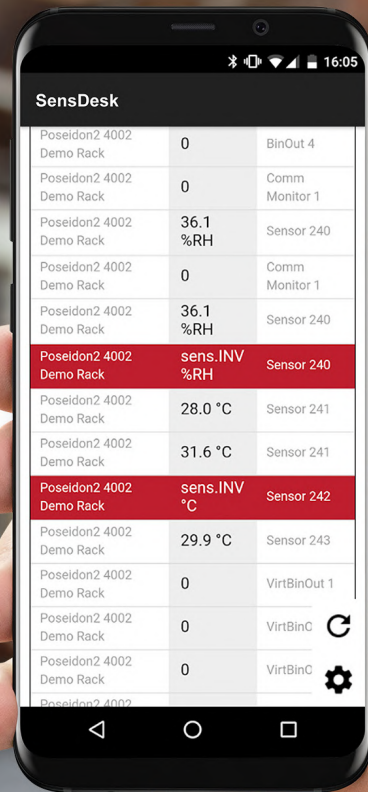 16:05
SensDesk
Poseidon2 4002 Demo Rack 0 BinOut 4
Poseidon2 4002 Demo Rack 0 Comm Monitor 1
Poseidon2 4002 Demo Rack 36.1 %RH Sensor 240
Poseidon2 4002 Demo Rack 0 Comm Monitor 1
Poseidon2 4002 Demo Rack 36.1 %RH Sensor 240
Poseidon2 4002 Demo Rack sens.INV %RH Sensor 240
Poseidon2 4002 Demo Rack 28.0 °C Sensor 241
Poseidon2 4002 Demo Rack 31.6 °C Sensor 241
Poseidon2 4002 Demo Rack sens.INV °C Sensor 242
Poseidon2 4002 Demo Rack 29.9 °C Sensor 243
Poseidon2 4002 Demo Rack 0 VirtBinOut 1
Poseidon2 4002 Demo Rack 0 VirtBinO
Poseidon2 4002 Demo Rack 0 VirtBinO
Poseidon2 4002